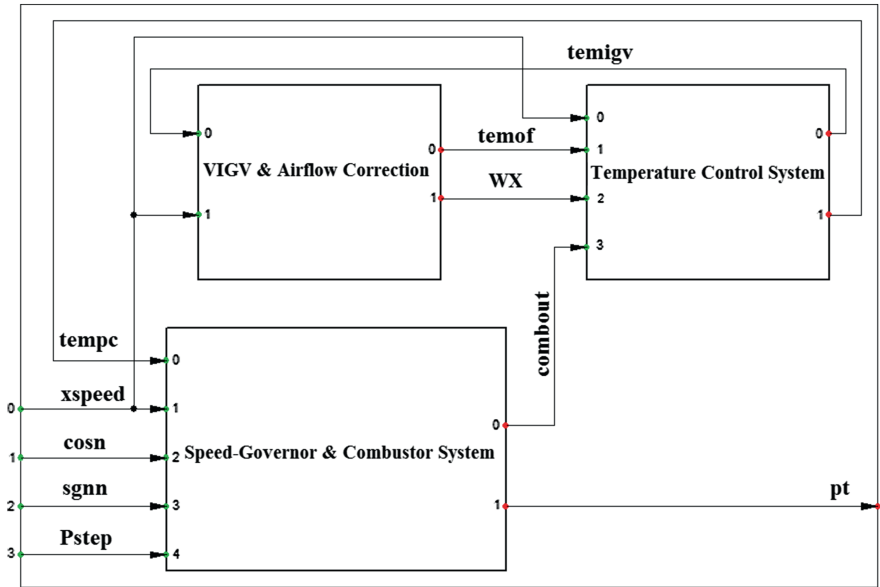 temigv
0
0
0
temof
1
VIGV & Airflow Correction
0
Temperature Control System
WX
2
1
1
1
3
combout
tempc
0
xspeed
0
1
0
cosn
1
2
Speed-Governor & Combustor System
sgnn
2
3
1
pt
Pstep
3
4